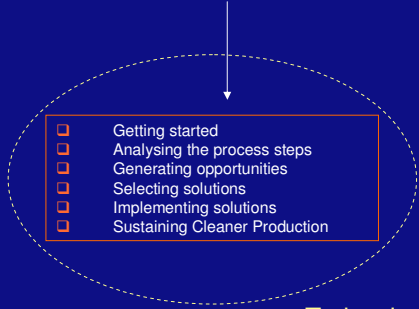 ❑ Getting started
❑ Analysing the process steps
❑ Generating opportunities
❑ Selecting solutions
❑ Implementing solutions
❑ Sustaining Cleaner Production